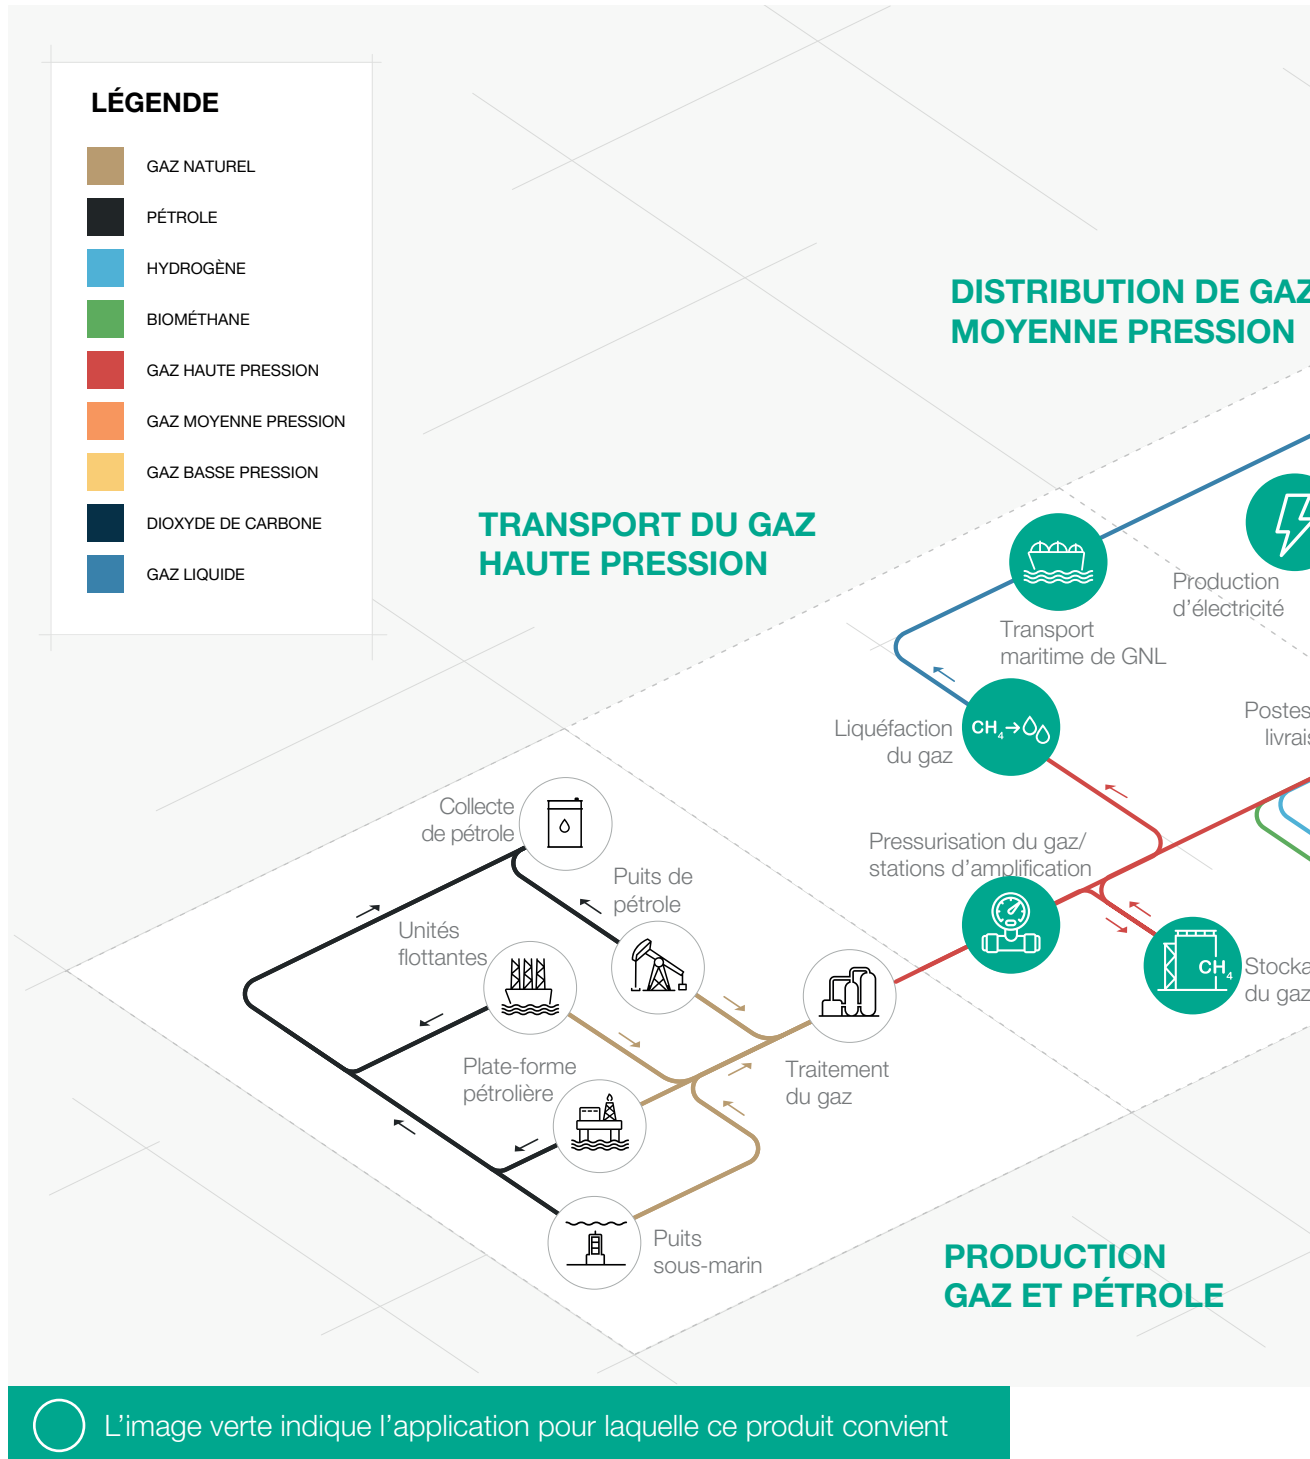 LÉGENDE
GAZ NATUREL
PÉTROLE
HYDROGÈNE
BIOMÉTHANE
GAZ HAUTE PRESSION
GAZ MOYENNE PRESSION
GAZ BASSE PRESSION
DIOXYDE DE CARBONE
GAZ LIQUIDE
DISTRIBUTION DE GAZ
MOYENNE PRESSION
TRANSPORT DU GAZ
HAUTE PRESSION
Production
d’électricité
Transport
maritime de GNL
Liquéfaction
du gaz
CH₄→
Postes
Pressurisation du gaz/
stations d’amplification
CH₄
du gaz
Collecte
de pétrole
Puits de
pétrole
Unités
flottantes
Plate-forme
pétrolière
Traitement
du gaz
Puits
sous-marin
PRODUCTION
GAZ ET PÉTROLE
L’image verte indique l’application pour laquelle ce produit convient